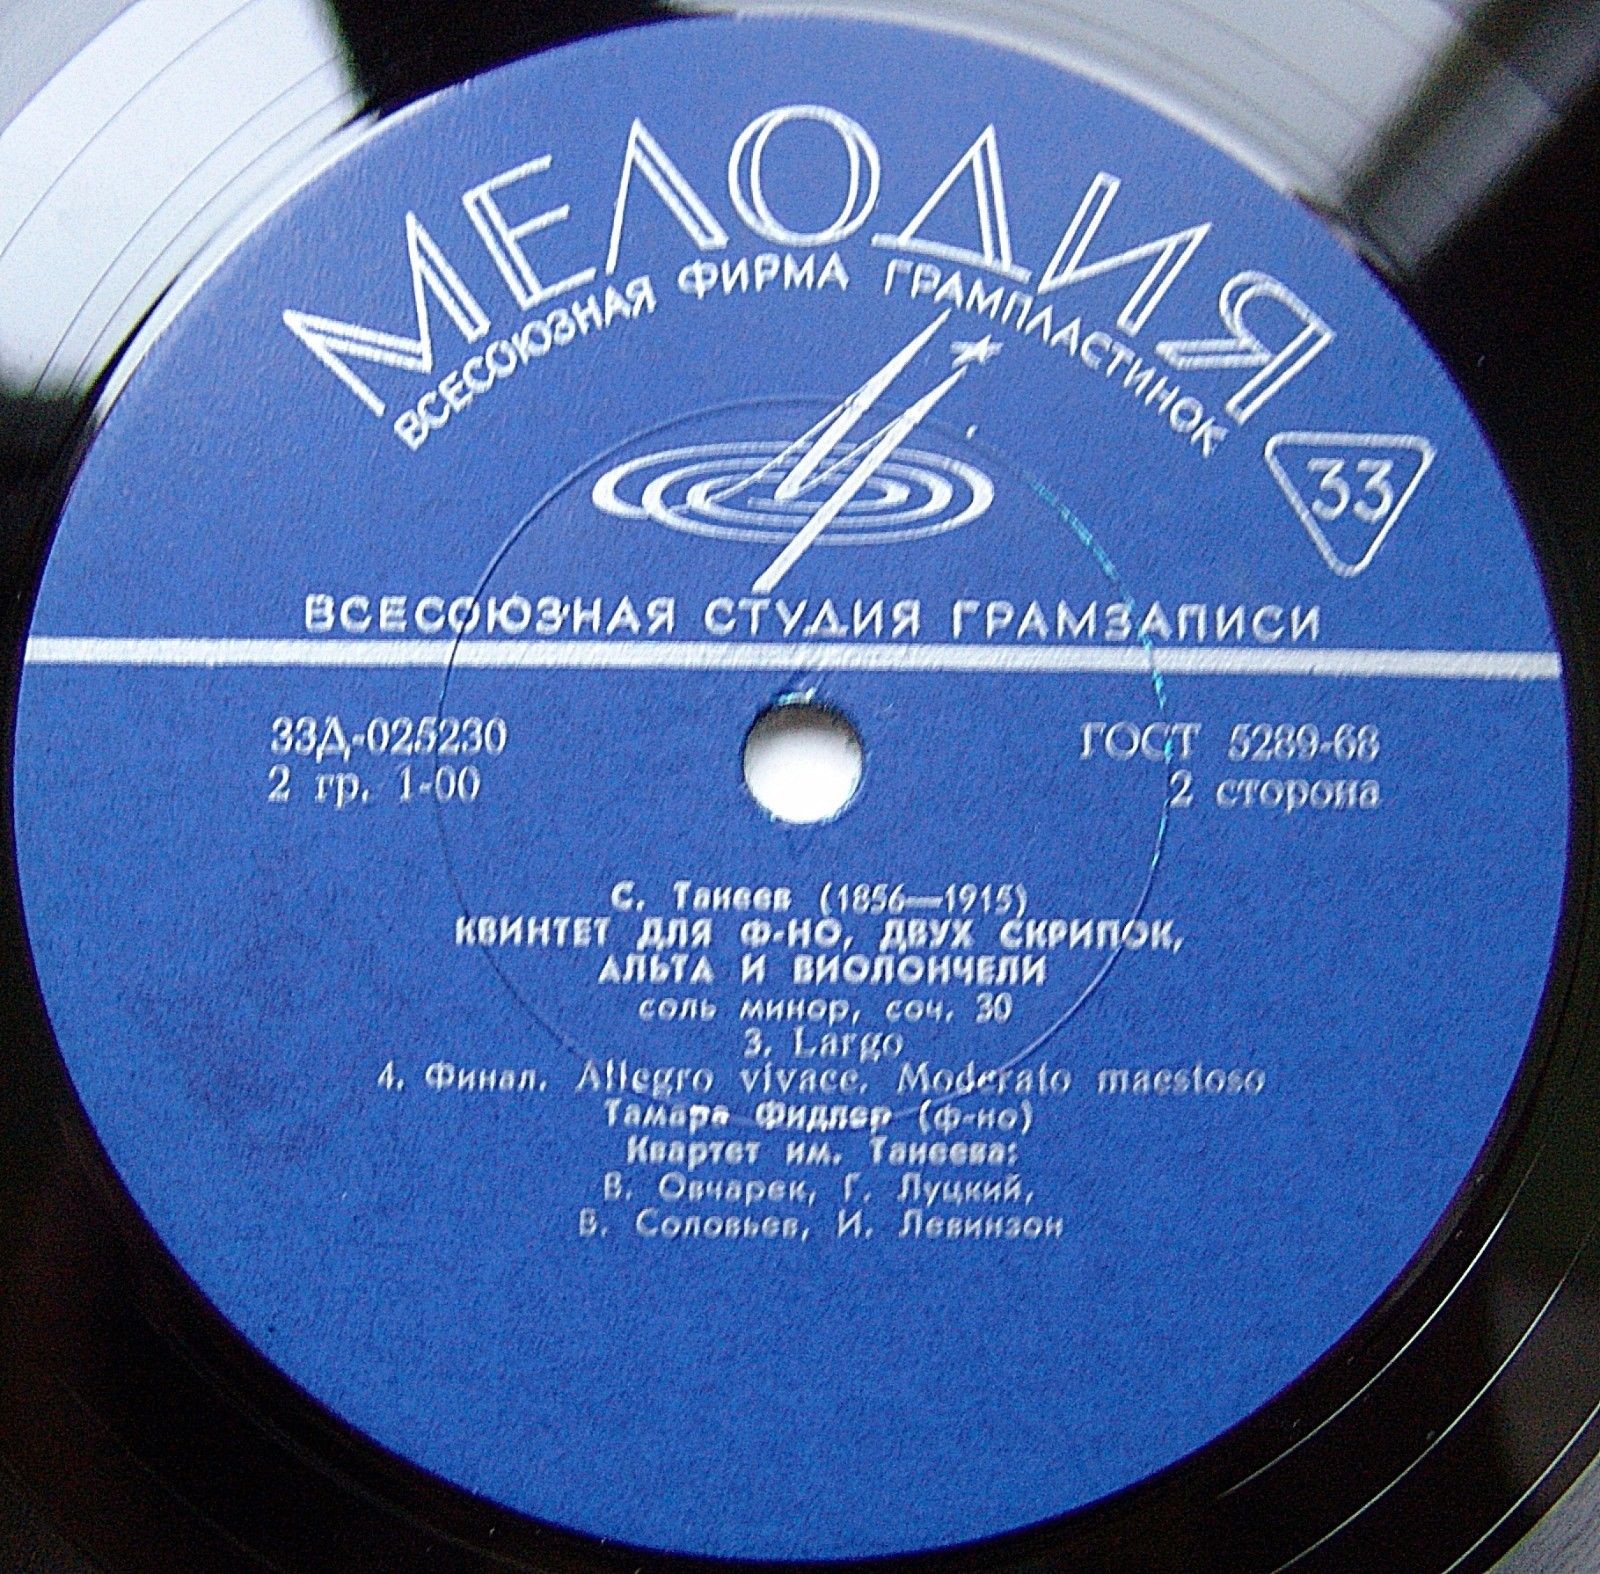 МЕЛОДИЯ
ВСЕСОЮЗНАЯ ФИРМА ГРАМПЛАСТИНОК
33
ВСЕСОЮЗНАЯ СТУДИЯ ГРАМЗАПИСИ
33Д-025230
ГОСТ 5289-68
2 гр. 1-00
2 сторона
С. Танеев (1856—1915)
КВИНТЕТ ДЛЯ Ф-НО, ДВУХ СКРИПОК,
АЛЬТА И ВИОЛОНЧЕЛИ
соль минор, соч. 30
3. Largo
4. Финал. Allegro vivace. Moderato maestoso
Тамара Фидлер (ф-но)
Квартет им. Танеева:
В. Овчарек, Г. Луцкий,
В. Соловьев, И. Левинзон